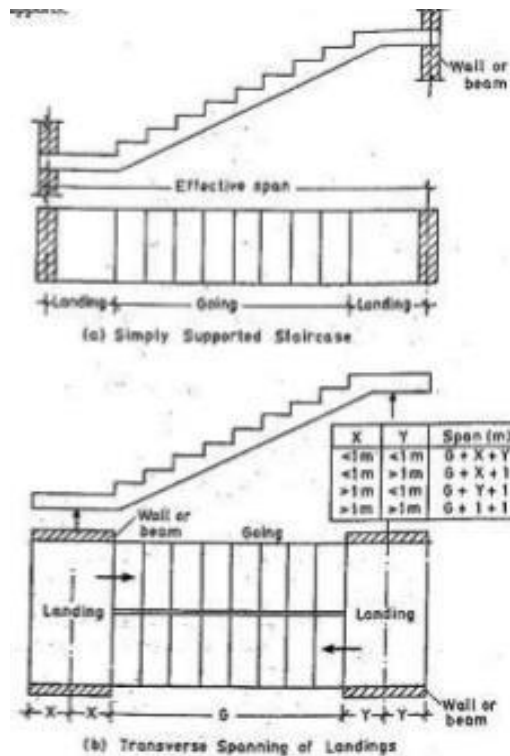 Wall or
beam
Effective span
Landing
Going
Landing
(a) Simply Supported Staircase
X Y Span (m)
<1m <1m G+X+Y
<1m >1m G+X+1
>1m <1m G+Y+1
>1m >1m G+1+1
Wall or
beam
Going
Landing
Landing
Wall or
beam
X X G Y Y
(b) Transverse Spanning of Landings